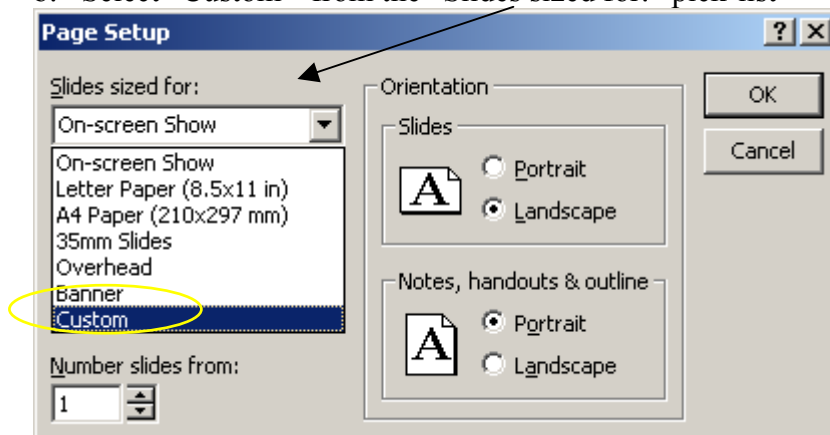 Page Setup
Slides sized for:
On-screen Show
On-screen Show
Letter Paper (8.5x11 in)
A4 Paper (210x297 mm)
35mm Slides
Overhead
Banner
Custom
Number slides from:
1
Orientation
Slides
A
Portrait
Landscape
Notes, handouts & outline
A
Portrait
Landscape
OK
Cancel